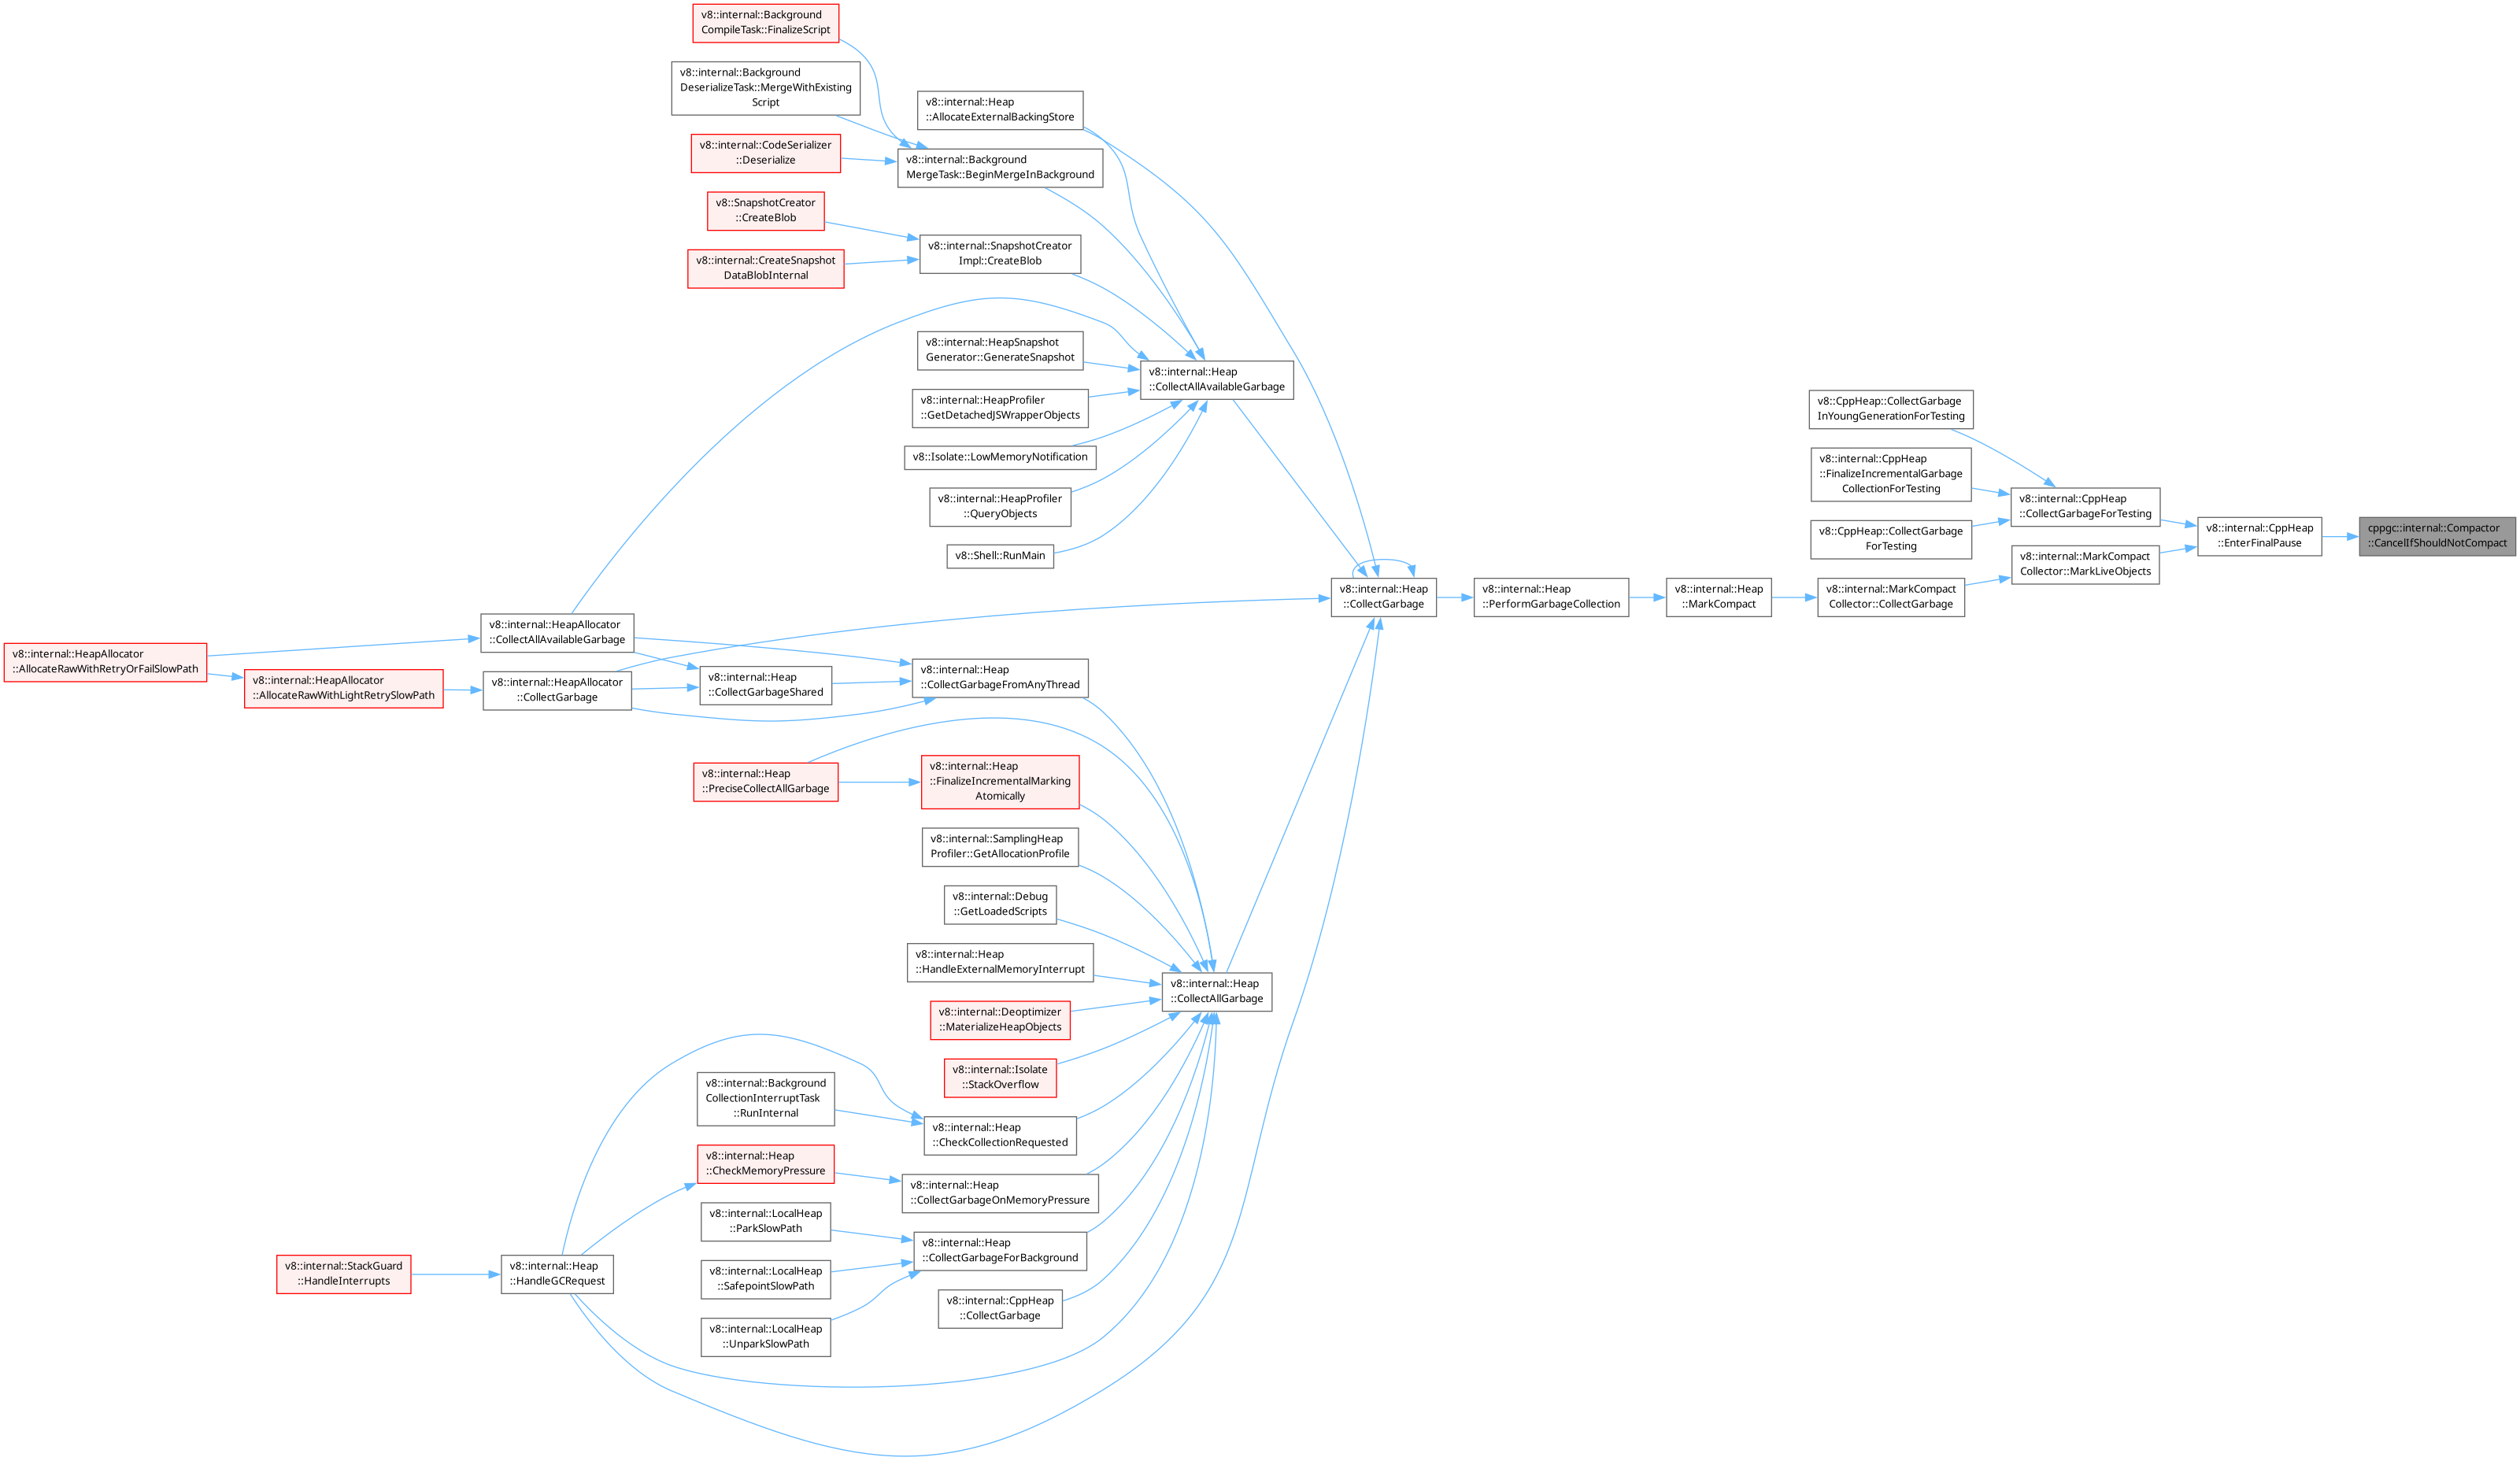 v8::internal::Background
CompileTask::FinalizeScript
v8::internal::Background
DeserializeTask::MergeWithExisting
Script
v8::internal::Heap
::AllocateExternalBackingStore
v8::internal::CodeSerializer
::Deserialize
v8::internal::Background
MergeTask::BeginMergeInBackground
v8::SnapshotCreator
::CreateBlob
v8::internal::SnapshotCreator
Impl::CreateBlob
v8::internal::CreateSnapshot
DataBlobInternal
v8::internal::HeapSnapshot
Generator::GenerateSnapshot
v8::internal::Heap
::CollectAllAvailableGarbage
v8::internal::HeapProfiler
::GetDetachedJSWrapperObjects
v8::Isolate::LowMemoryNotification
v8::internal::HeapProfiler
::QueryObjects
v8::Shell::RunMain
v8::CppHeap::CollectGarbage
InYoungGenerationForTesting
v8::internal::CppHeap
::FinalizeIncrementalGarbage
CollectionForTesting
v8::internal::CppHeap
::CollectGarbageForTesting
v8::CppHeap::CollectGarbage
ForTesting
v8::internal::CppHeap
::EnterFinalPause
cppgc::internal::Compactor
::CancelIfShouldNotCompact
v8::internal::MarkCompact
Collector::MarkLiveObjects
v8::internal::Heap
::CollectGarbage
v8::internal::Heap
::PerformGarbageCollection
v8::internal::Heap
::MarkCompact
v8::internal::MarkCompact
Collector::CollectGarbage
v8::internal::HeapAllocator
::CollectAllAvailableGarbage
v8::internal::HeapAllocator
::AllocateRawWithRetryOrFailSlowPath
v8::internal::HeapAllocator
::AllocateRawWithLightRetrySlowPath
v8::internal::HeapAllocator
::CollectGarbage
v8::internal::Heap
::CollectGarbageShared
v8::internal::Heap
::CollectGarbageFromAnyThread
v8::internal::Heap
::PreciseCollectAllGarbage
v8::internal::Heap
::FinalizeIncrementalMarking
Atomically
v8::internal::SamplingHeap
Profiler::GetAllocationProfile
v8::internal::Debug
::GetLoadedScripts
v8::internal::Heap
::HandleExternalMemoryInterrupt
v8::internal::Heap
::CollectAllGarbage
v8::internal::Deoptimizer
::MaterializeHeapObjects
v8::internal::Isolate
::StackOverflow
v8::internal::Background
CollectionInterruptTask
::RunInternal
v8::internal::Heap
::CheckCollectionRequested
v8::internal::Heap
::CheckMemoryPressure
v8::internal::Heap
::CollectGarbageOnMemoryPressure
v8::internal::LocalHeap
::ParkSlowPath
v8::internal::Heap
::CollectGarbageForBackground
v8::internal::StackGuard
::HandleInterrupts
v8::internal::Heap
::HandleGCRequest
v8::internal::LocalHeap
::SafepointSlowPath
v8::internal::CppHeap
::CollectGarbage
v8::internal::LocalHeap
::UnparkSlowPath